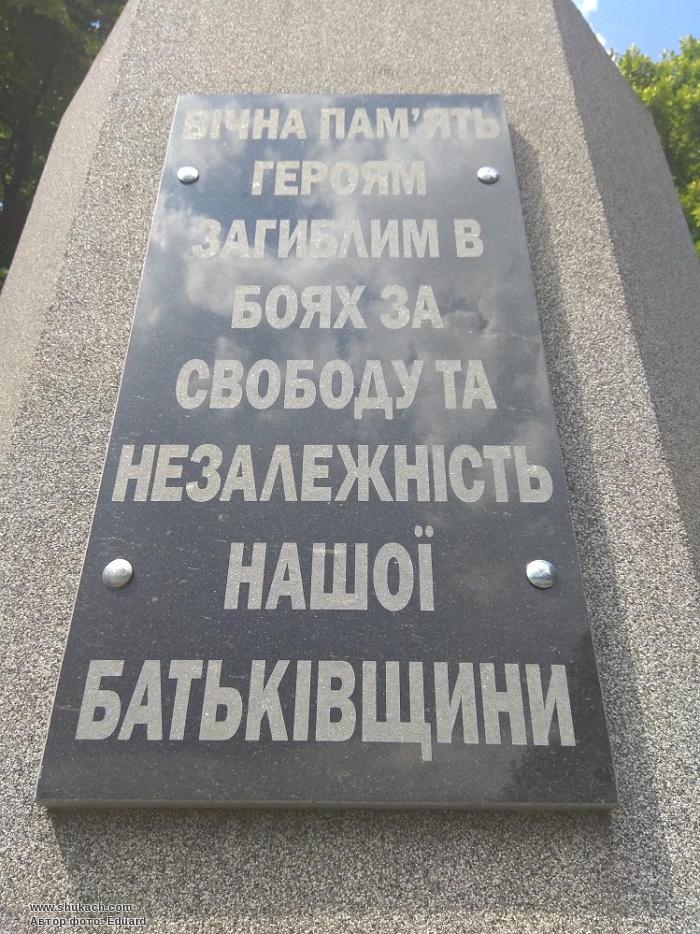 ВІЧНА ПАМ'ЯТЬ
ГЕРОЯМ
ЗАГИБЛИМ В
БОЯХ ЗА
СВОБОДУ ТА
НЕЗАЛЕЖНІСТЬ
НАШОЇ
БАТЬКІВЩИНИ
www.shukach.com
Автор фото: Eduard